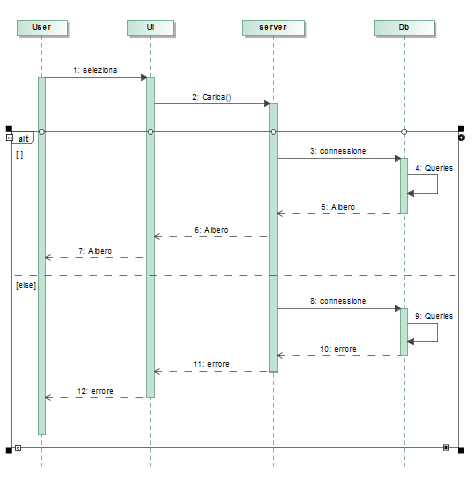 User
UI
server
Db
1: seleziona
2: Carica()
alt
[ ]
3: connessione
4: Queries
5: Albero
6: Albero
7: Albero
[else]
8: connessione
9: Queries
10: errore
11: errore
12: errore